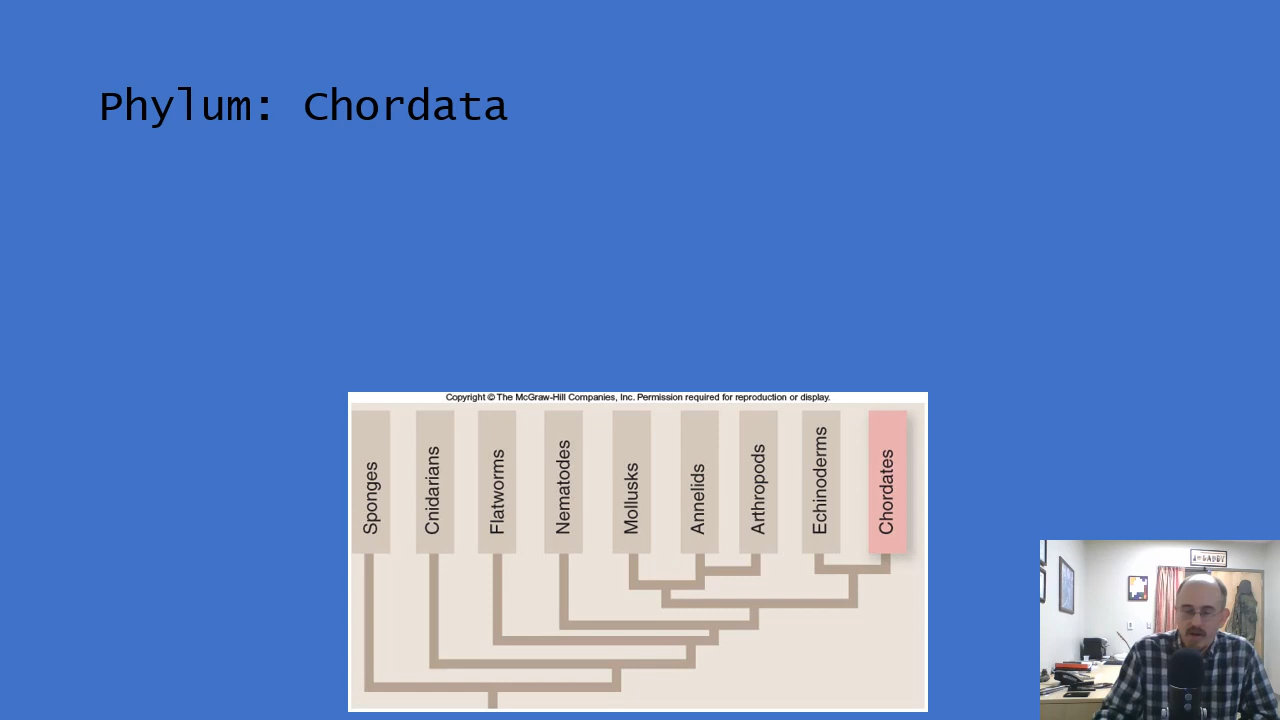 Phylum: Chordata
Copyright © The McGraw-Hill Companies, Inc. Permission required for reproduction or display.
Sponges
Cnidarians
Flatworms
Nematodes
Mollusks
Annelids
Arthropods
Echinoderms
Chordates